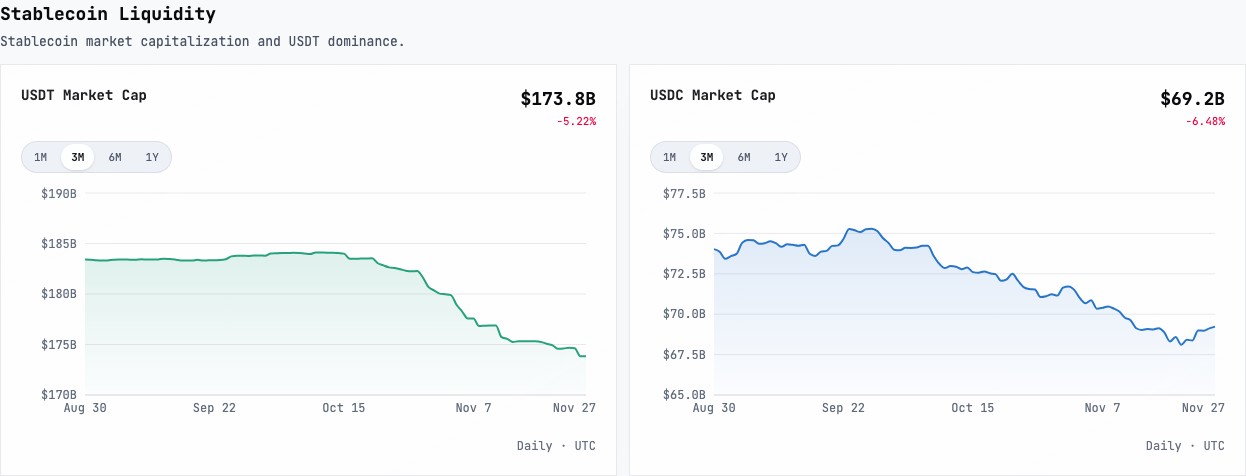 Stablecoin Liquidity
Stablecoin market capitalization and USDT dominance.
USDT Market Cap
$173.8B
-5.22%
1M 3M 6M 1Y
$190B
$185B
$180B
$175B
$170B
Aug 30 Sep 22 Oct 15 Nov 7 Nov 27
Daily · UTC
USDC Market Cap
$69.2B
-6.48%
1M 3M 6M 1Y
$77.5B
$75.0B
$72.5B
$70.0B
$67.5B
$65.0B
Aug 30 Sep 22 Oct 15 Nov 7 Nov 27
Daily · UTC